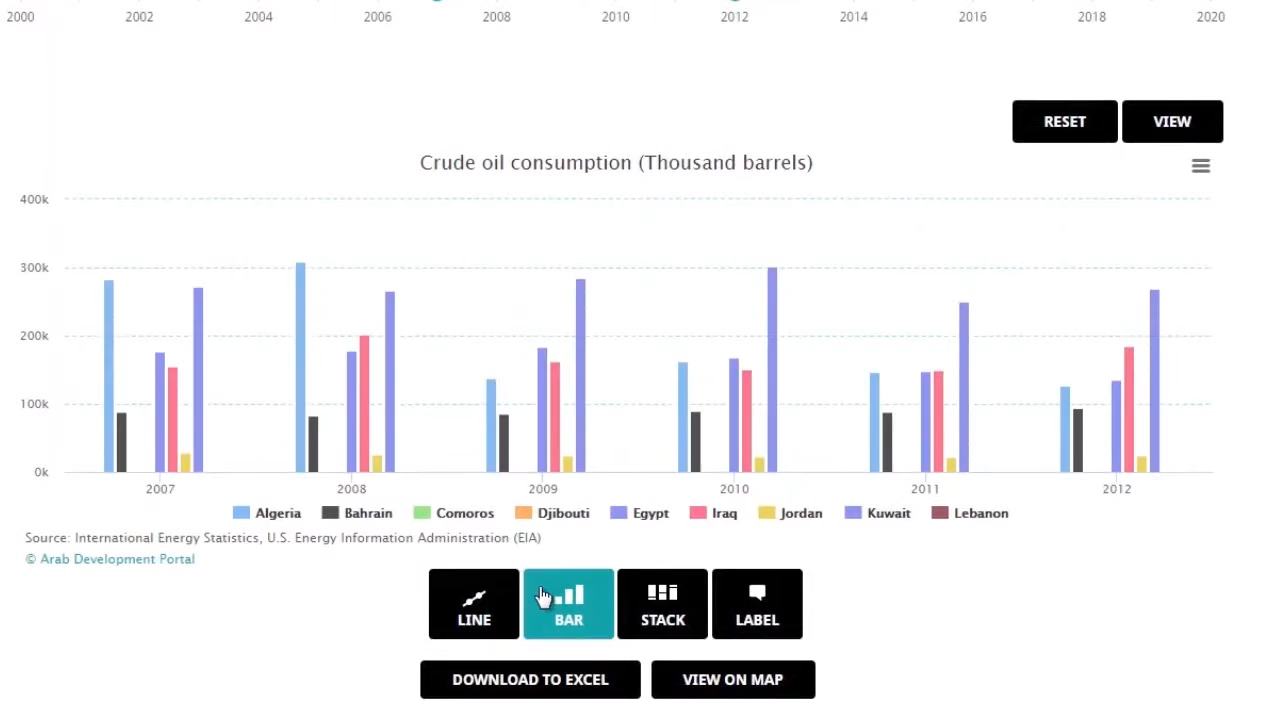 2000 2002 2004 2006 2008 2010 2012 2014 2016 2018 2020
RESET VIEW
Crude oil consumption (Thousand barrels)
400k
300k
200k
100k
0k
2007 2008 2009 2010 2011 2012
Algeria Bahrain Comoros Djibouti Egypt Iraq Jordan Kuwait Lebanon
Source: International Energy Statistics, U.S. Energy Information Administration (EIA)
© Arab Development Portal
LINE BAR STACK LABEL
DOWNLOAD TO EXCEL VIEW ON MAP